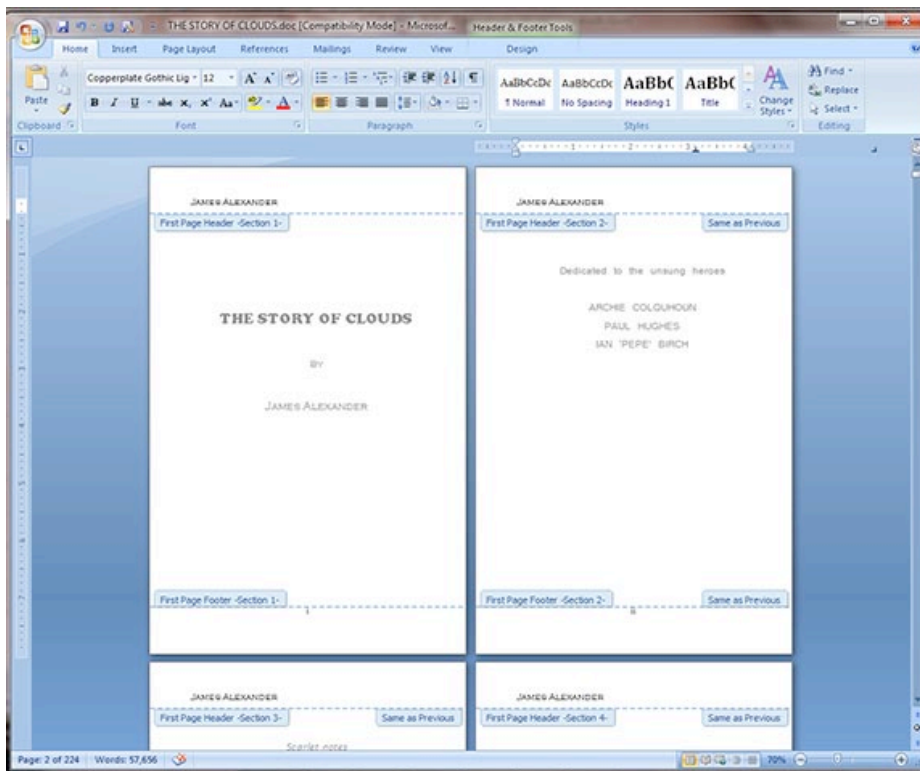 THE STORY OF CLOUDS.doc [Compatibility Mode] - Microsof...
Header & Footer Tools
Home Insert Page Layout References Mailings Review View Design
Paste
Clipboard
Copperplate Gothic Lig 12
B I U abe x, x' Aa A
Font
Paragraph
AaBbCcDc AaBbCcDc AaBbC AaBbC
¶ Normal No Spacing Heading 1 Title
Change Styles
Styles
Find
Replace
Select
Editing
JAMES ALEXANDER
First Page Header -Section 1-
THE STORY OF CLOUDS
BY
JAMES ALEXANDER
First Page Footer -Section 1-
JAMES ALEXANDER
First Page Header -Section 2-
Same as Previous
Dedicated to the unsung heroes
ARCHIE COLQUHOUN
PAUL HUGHES
IAN "PEPE" BIRCH
First Page Footer -Section 2-
Same as Previous
JAMES ALEXANDER
First Page Header -Section 3-
Same as Previous
Scarlet notes
JAMES ALEXANDER
First Page Header -Section 4-
Same as Previous
Page: 2 of 224 Words: 57,656
70%